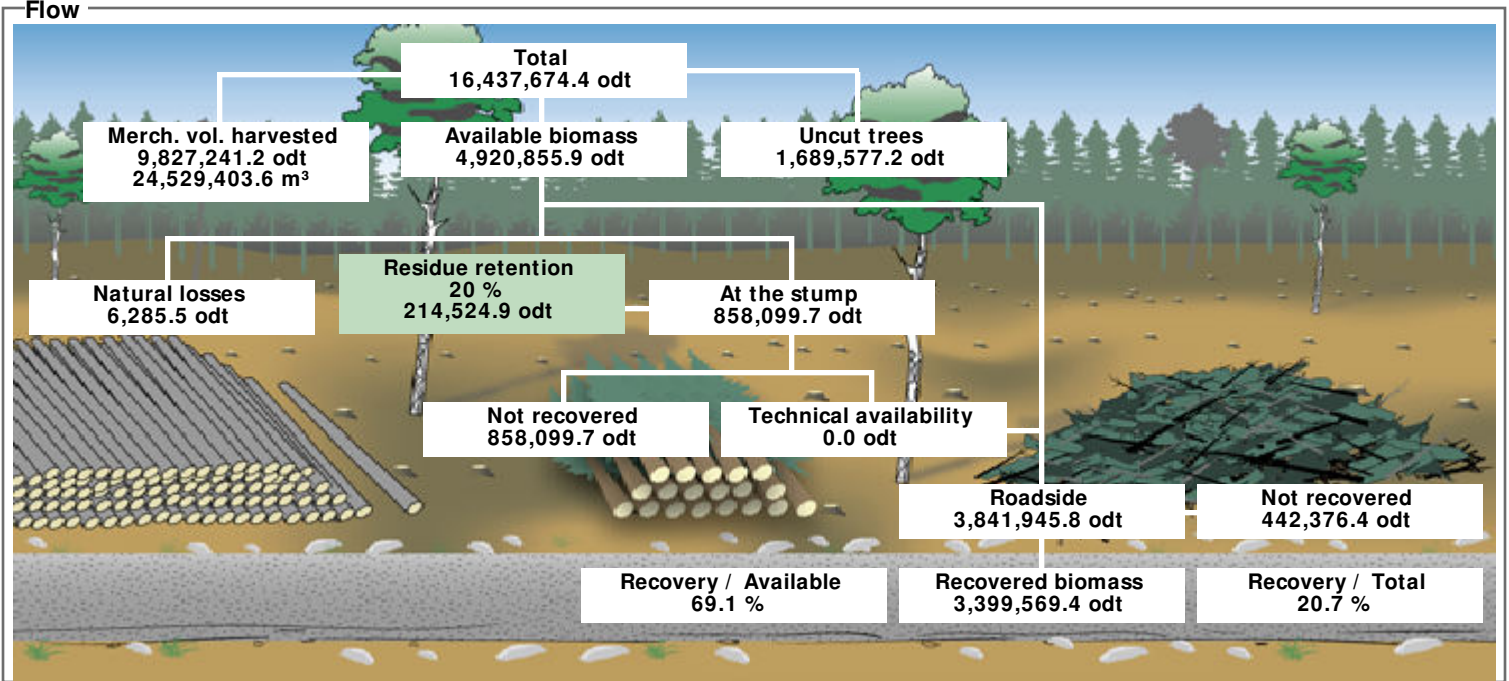 Flow
Total
16,437,674.4 odt
Merch. vol. harvested
9,827,241.2 odt
24,529,403.6 m³
Available biomass
4,920,855.9 odt
Uncut trees
1,689,577.2 odt
Natural losses
6,285.5 odt
Residue retention
20 %
214,524.9 odt
At the stump
858,099.7 odt
Not recovered
858,099.7 odt
Technical availability
0.0 odt
Roadside
3,841,945.8 odt
Not recovered
442,376.4 odt
Recovery / Available
69.1 %
Recovered biomass
3,399,569.4 odt
Recovery / Total
20.7 %